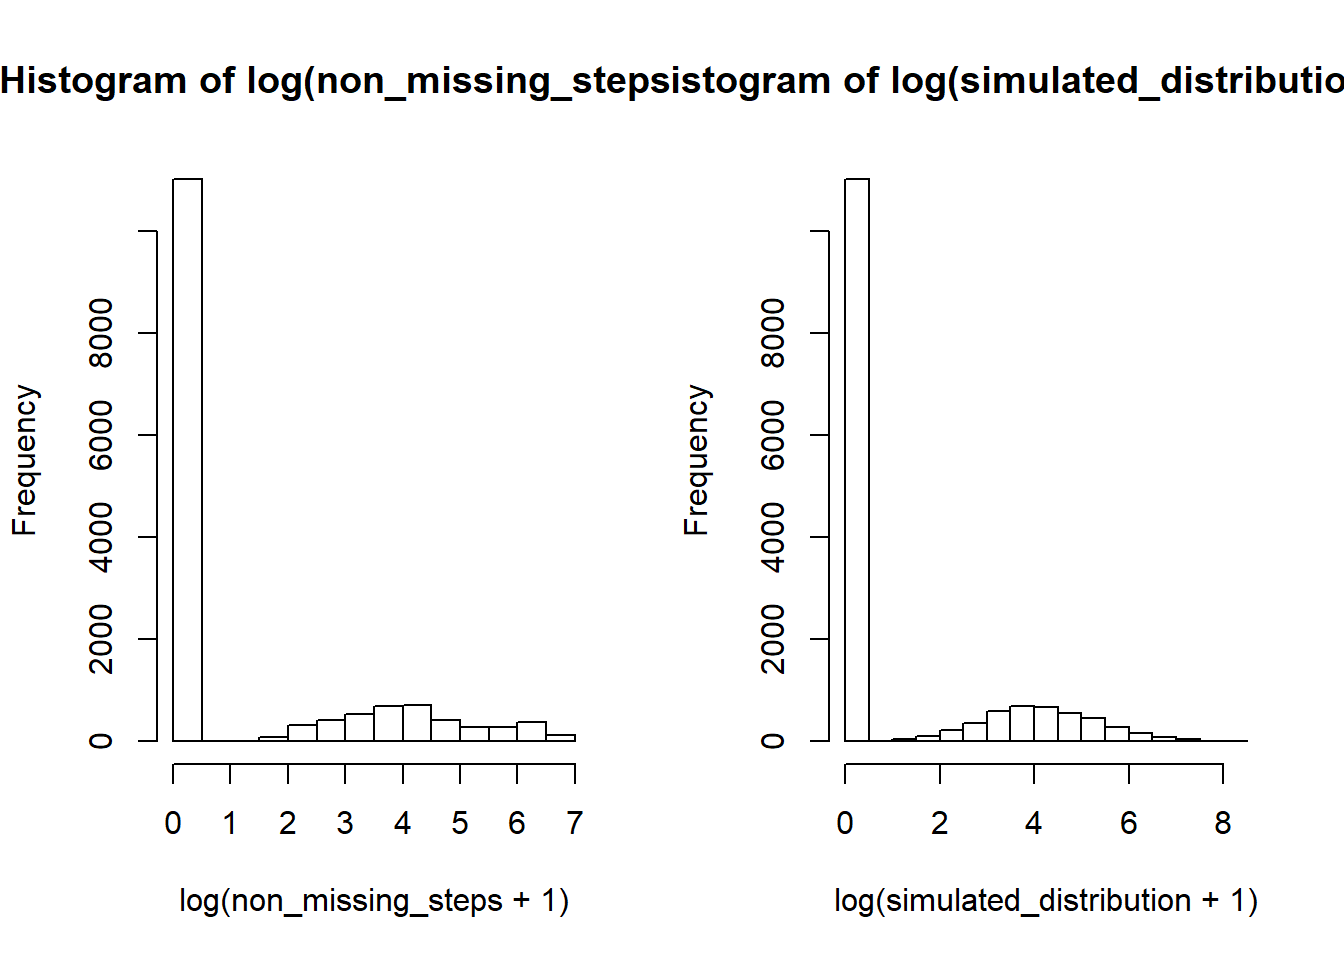 Histogram of log(non_missing_stepsistogram of log(simulated_distributio
Frequency
0 2000 4000 6000 8000
0 1 2 3 4 5 6 7
log(non_missing_steps + 1)
Frequency
0 2000 4000 6000 8000
0 2 4 6 8
log(simulated_distribution + 1)